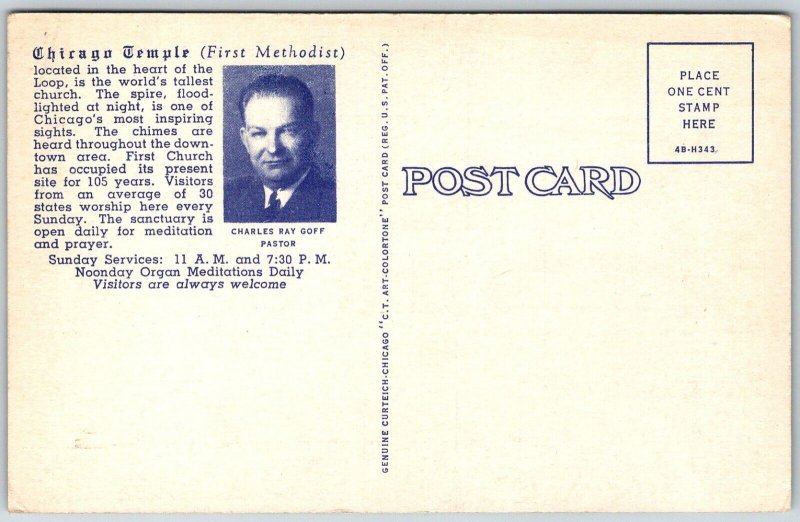 Chicago Temple (First Methodist)
located in the heart of the
Loop, is the world's tallest
church. The spire, flood-
lighted at night, is one of
Chicago's most inspiring
sights. The chimes are
heard throughout the down-
town area. First Church
has occupied its present
site for 105 years. Visitors
from an average of 30
states worship here every
Sunday. The sanctuary is
open daily for meditation
and prayer.
CHARLES RAY GOFF
PASTOR
Sunday Services: 11 A. M. and 7:30 P. M.
Noonday Organ Meditations Daily
Visitors are always welcome
GENUINE CURTEICH-CHICAGO "C.T. ART-COLORTONE" POST CARD (REG. U.S. PAT. OFF.)
POST CARD
PLACE
ONE CENT
STAMP
HERE
4B-H343